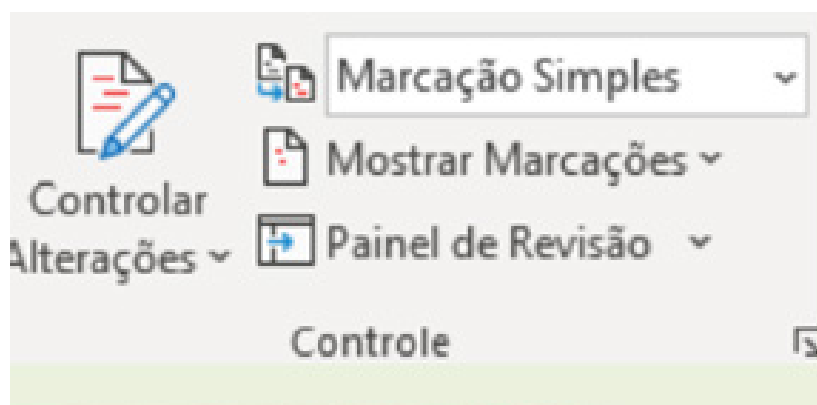 Marcação Simples
Mostrar Marcações
Controlar
Alterações
Painel de Revisão
Controle